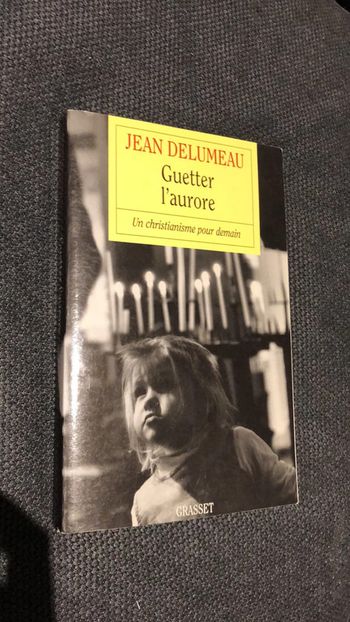 JEAN DELUMEAU
Guetter
l'aurore
Un christianisme pour demain
GRASSET